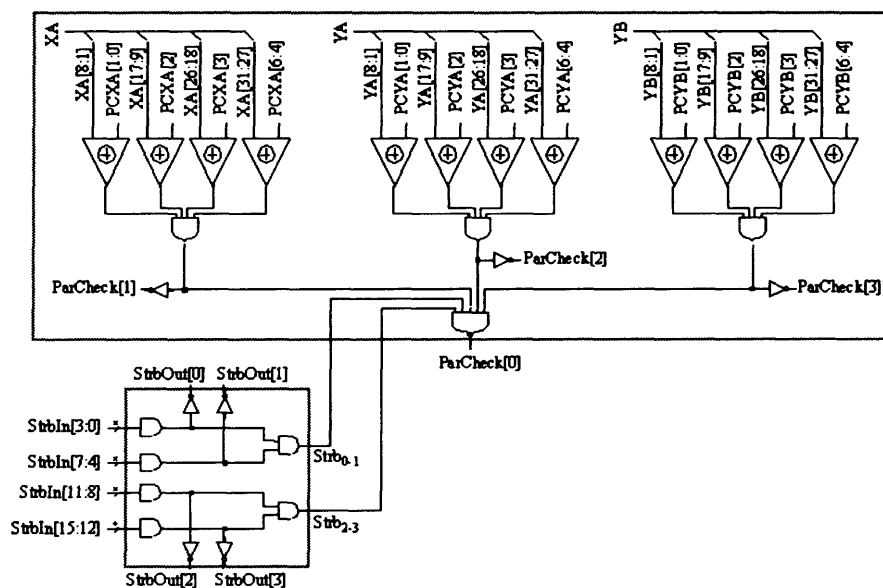 XA
YA
YB
XA[8:1]
PCXA[1:0]
XA[17:9]
PCXA[2]
XA[26:18]
PCXA[3]
XA[31:27]
PCXA[6:4]
YA[8:1]
PCYA[1:0]
YA[17:9]
PCYA[2]
YA[26:18]
PCYA[3]
YA[31:27]
PCYA[6:4]
YB[8:1]
PCYB[1:0]
YB[17:9]
PCYB[2]
YB[26:18]
PCYB[3]
YB[31:27]
PCYB[6:4]
ParCheck[2]
ParCheck[1]
ParCheck[3]
ParCheck[0]
StrbOut[0]
StrbOut[1]
StrbIn[3:0]
Strb0-1
StrbIn[7:4]
StrbIn[11:8]
Strb2-3
StrbIn[15:12]
StrbOut[2]
StrbOut[3]